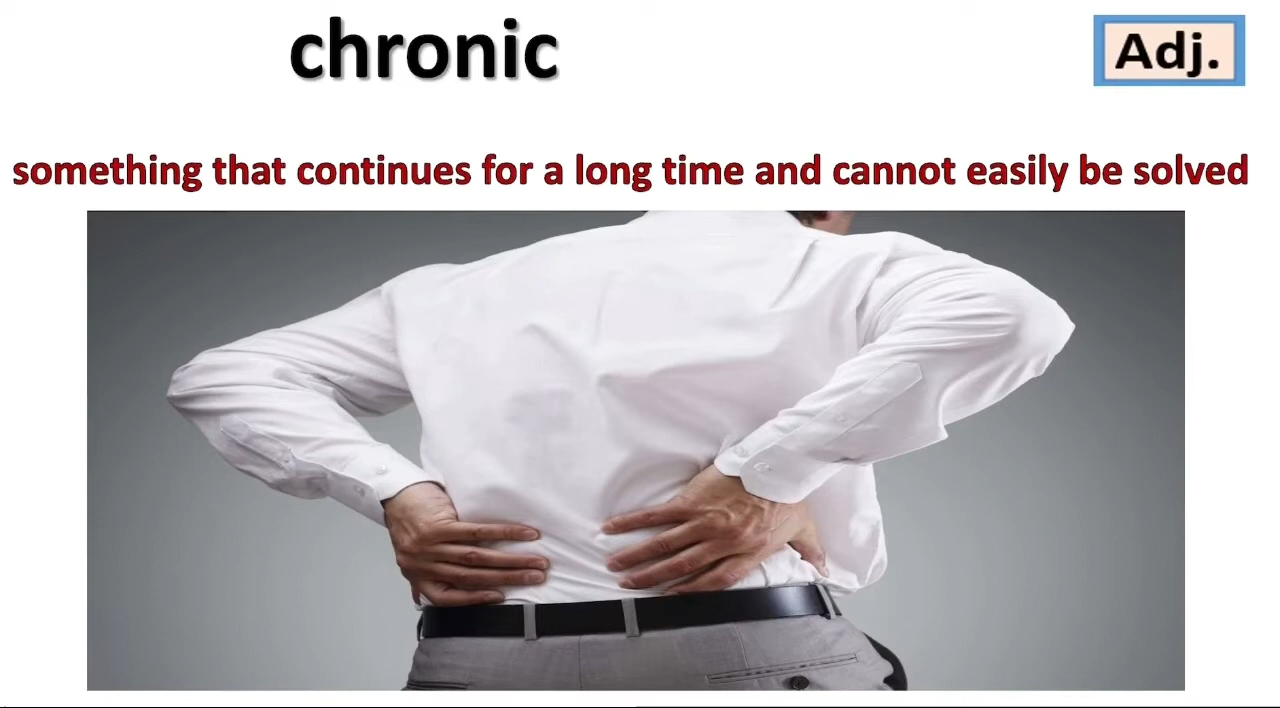 chronic
Adj.
something that continues for a long time and cannot easily be solved